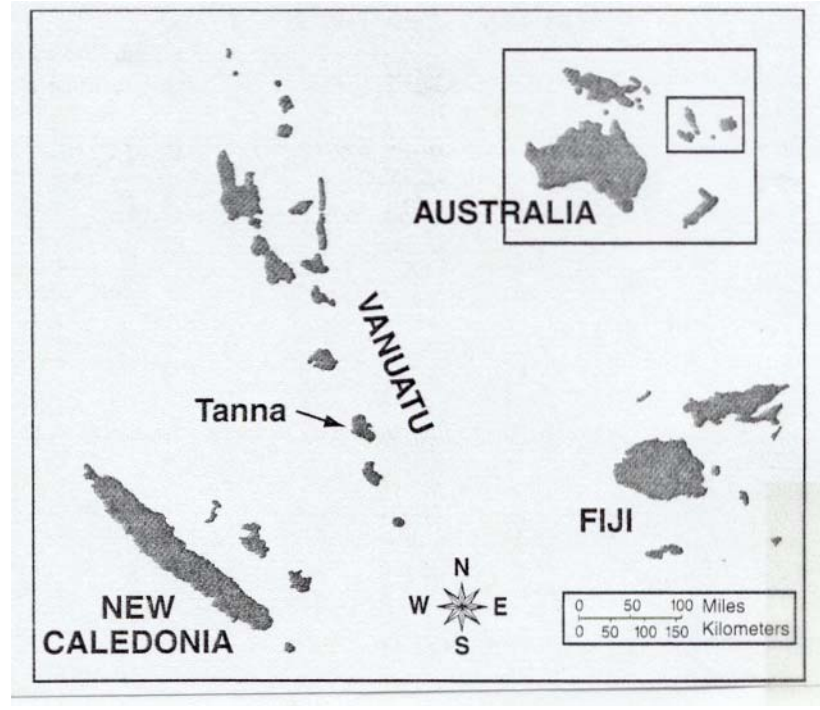 AUSTRALIA
VANUATU
Tanna
FIJI
N
W E
S
NEW
CALEDONIA
0 50 100 Miles
0 50 100 150 Kilometers